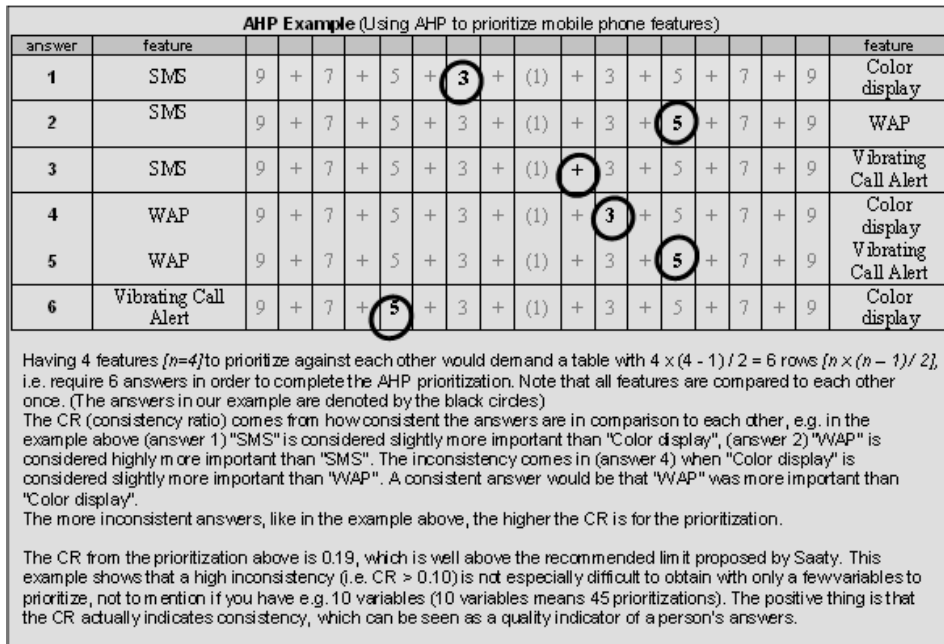 AHP Example (Using AHP to prioritize mobile phone features)
answer feature feature
1 SMS 9 + 7 + 5 + 3 + (1) + 3 + 5 + 7 + 9 Color display
2 SMS 9 + 7 + 5 + 3 + (1) + 3 + 5 + 7 + 9 WAP
3 SMS 9 + 7 + 5 + 3 + (1) + 3 + 5 + 7 + 9 Vibrating Call Alert
4 WAP 9 + 7 + 5 + 3 + (1) + 3 + 5 + 7 + 9 Color display
5 WAP 9 + 7 + 5 + 3 + (1) + 3 + 5 + 7 + 9 Vibrating Call Alert
6 Vibrating Call Alert 9 + 7 + 5 + 3 + (1) + 3 + 5 + 7 + 9 Color display
Having 4 features [n=4] to prioritize against each other would demand a table with 4 x (4 - 1) / 2 = 6 rows [n x (n – 1) / 2],
i.e. require 6 answers in order to complete the AHP prioritization. Note that all features are compared to each other
once. (The answers in our example are denoted by the black circles)
The CR (consistency ratio) comes from how consistent the answers are in comparison to each other, e.g. in the
example above (answer 1) "SMS" is considered slightly more important than "Color display", (answer 2) "WAP" is
considered highly more important than "SMS". The inconsistency comes in (answer 4) when "Color display" is
considered slightly more important than "WAP". A consistent answer would be that "WAP" was more important than
"Color display".
The more inconsistent answers, like in the example above, the higher the CR is for the prioritization.
The CR from the prioritization above is 0.19, which is well above the recommended limit proposed by Saaty. This
example shows that a high inconsistency (i.e. CR > 0.10) is not especially difficult to obtain with only a few variables to
prioritize, not to mention if you have e.g. 10 variables (10 variables means 45 prioritizations). The positive thing is that
the CR actually indicates consistency, which can be seen as a quality indicator of a person's answers.